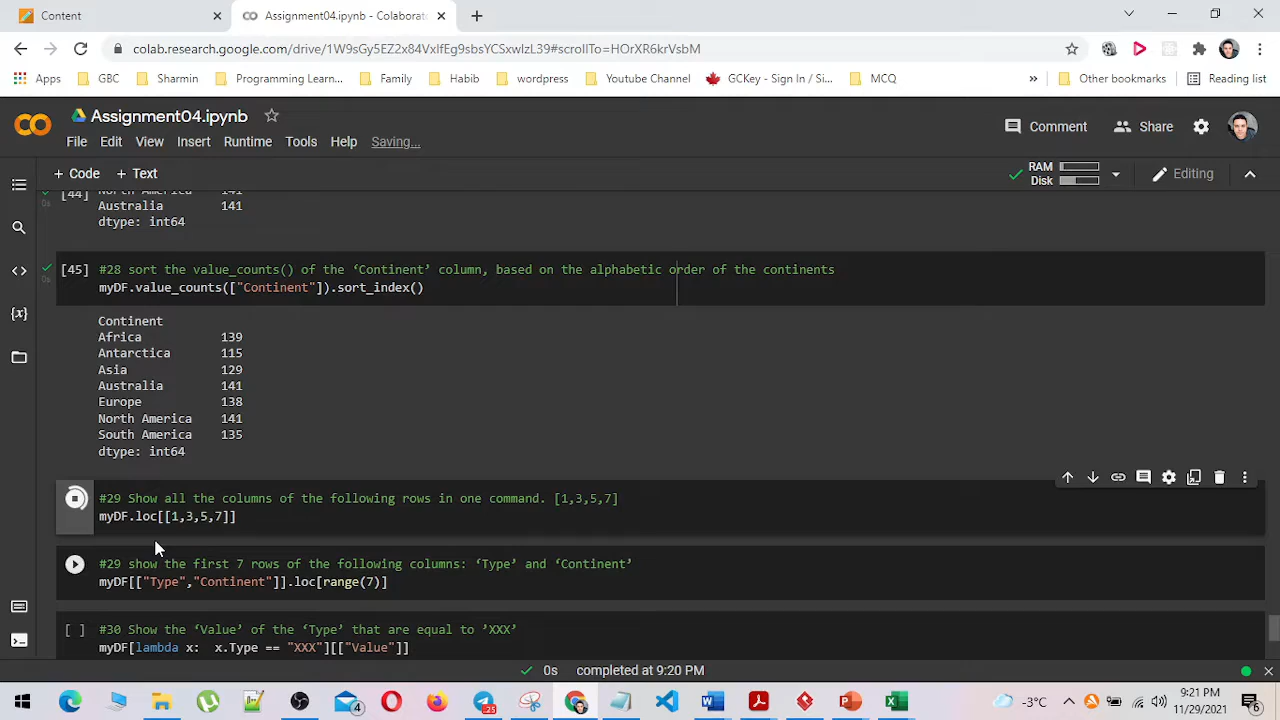 Content
Assignment04.ipynb - Colaborato
colab.research.google.com/drive/1W9sGy5EZ2x84VxIfEg9sbsYCSxwlzL39#scrollTo=HOrXR6krVsbM
Apps
GBC
Sharmin
Programming Learn...
Family
Habib
wordpress
Youtube Channel
GCKey - Sign In / Si...
MCQ
»
Other bookmarks
Reading list
CO
Assignment04.ipynb
File Edit View Insert Runtime Tools Help Saving...
Comment
Share
+ Code + Text
RAM
Disk
Editing
[44] North America 141
0s
Australia 141
dtype: int64
[45] #28 sort the value_counts() of the ‘Continent’ column, based on the alphabetic order of the continents
0s
myDF.value_counts(["Continent"]).sort_index()
Continent
Africa 139
Antarctica 115
Asia 129
Australia 141
Europe 138
North America 141
South America 135
dtype: int64
#29 Show all the columns of the following rows in one command. [1,3,5,7]
myDF.loc[[1,3,5,7]]
#29 show the first 7 rows of the following columns: ‘Type’ and ‘Continent’
myDF[["Type","Continent"]].loc[range(7)]
[ ] #30 Show the ‘Value’ of the ‘Type’ that are equal to ’XXX’
myDF[lambda x: x.Type == "XXX"][["Value"]]
0s completed at 9:20 PM
4
23
-3°C
9:21 PM
11/29/2021
6